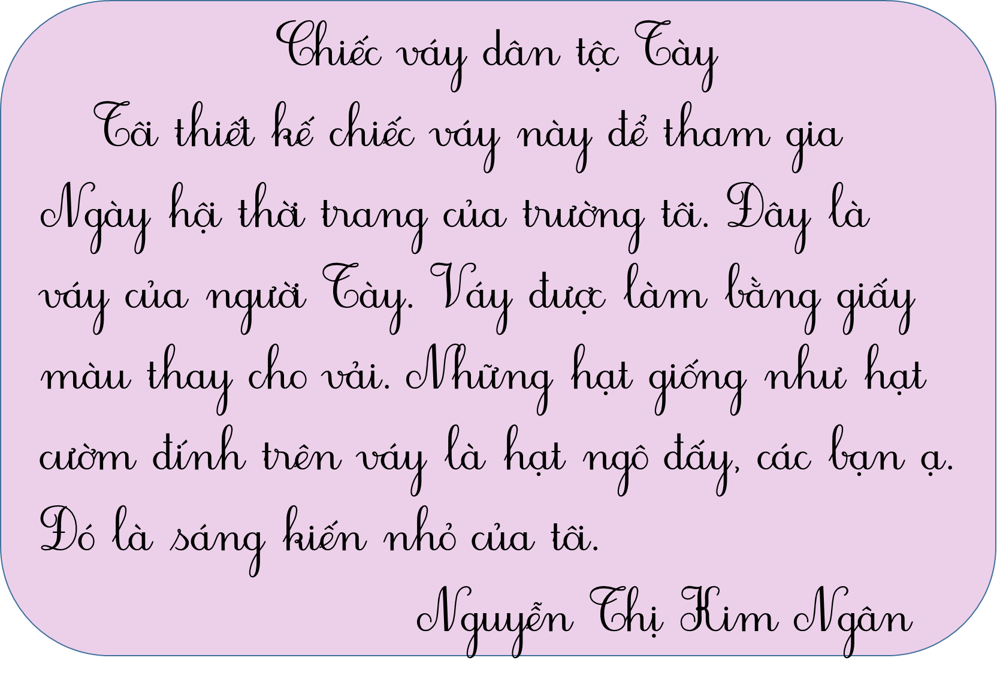 Chiếc váy dân tộc Tày
Tôi thiết kế chiếc váy này để tham gia
Ngày hội thời trang của trường tôi. Đây là
váy của người Tày. Váy được làm bằng giấy
màu thay cho vải. Những hạt giống như hạt
cườm đính trên váy là hạt ngô đấy, các bạn ạ.
Đó là sáng kiến nhỏ của tôi.
Nguyễn Thị Kim Ngân